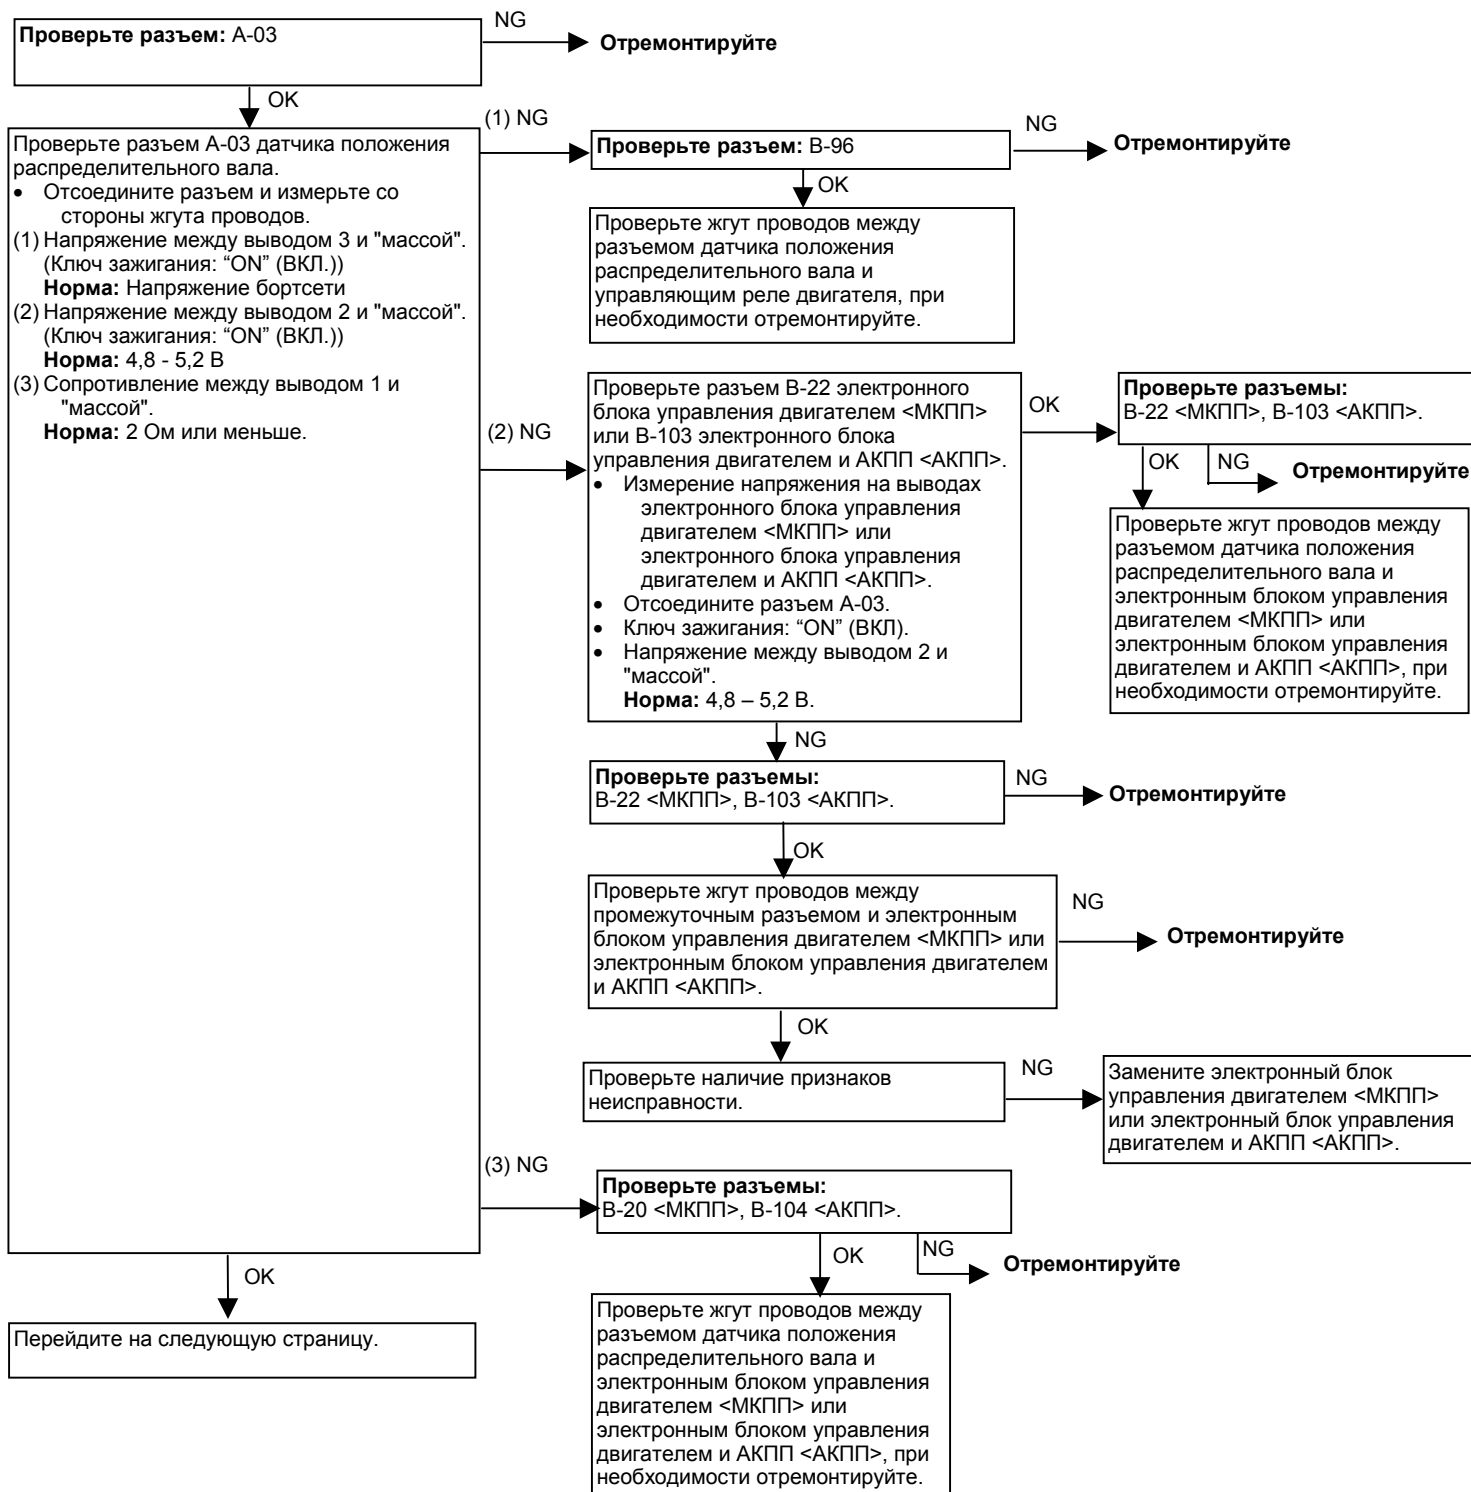 Проверьте разъем: А-03
NG
Отремонтируйте
OK
Проверьте разъем А-03 датчика положения
распределительного вала.
• Отсоедините разъем и измерьте со
стороны жгута проводов.
(1) Напряжение между выводом 3 и "массой".
(Ключ зажигания: “ON” (ВКЛ.))
Норма: Напряжение бортсети
(2) Напряжение между выводом 2 и "массой".
(Ключ зажигания: “ON” (ВКЛ.))
Норма: 4,8 - 5,2 В
(3) Сопротивление между выводом 1 и
"массой".
Норма: 2 Ом или меньше.
(1) NG
Проверьте разъем: В-96
NG
Отремонтируйте
OK
Проверьте жгут проводов между
разъемом датчика положения
распределительного вала и
управляющим реле двигателя, при
необходимости отремонтируйте.
(2) NG
Проверьте разъем В-22 электронного
блока управления двигателем <МКПП>
или В-103 электронного блока
управления двигателем и АКПП <АКПП>.
• Измерение напряжения на выводах
электронного блока управления
двигателем <МКПП> или
электронного блока управления
двигателем и АКПП <АКПП>.
• Отсоедините разъем А-03.
• Ключ зажигания: “ON” (ВКЛ).
• Напряжение между выводом 2 и
"массой".
Норма: 4,8 – 5,2 В.
OK
Проверьте разъемы:
В-22 <МКПП>, В-103 <АКПП>.
OK
NG
Отремонтируйте
Проверьте жгут проводов между
разъемом датчика положения
распределительного вала и
электронным блоком управления
двигателем <МКПП> или
электронным блоком управления
двигателем и АКПП <АКПП>, при
необходимости отремонтируйте.
NG
Проверьте разъемы:
В-22 <МКПП>, В-103 <АКПП>.
NG
Отремонтируйте
OK
Проверьте жгут проводов между
промежуточным разъемом и электронным
блоком управления двигателем <МКПП> или
электронным блоком управления двигателем
и АКПП <АКПП>.
NG
Отремонтируйте
OK
Проверьте наличие признаков
неисправности.
NG
Замените электронный блок
управления двигателем <МКПП>
или электронный блок управления
двигателем и АКПП <АКПП>.
(3) NG
Проверьте разъемы:
В-20 <МКПП>, В-104 <АКПП>.
OK
NG
Отремонтируйте
Проверьте жгут проводов между
разъемом датчика положения
распределительного вала и
электронным блоком управления
двигателем <МКПП> или
электронным блоком управления
двигателем и АКПП <АКПП>, при
необходимости отремонтируйте.
OK
Перейдите на следующую страницу.